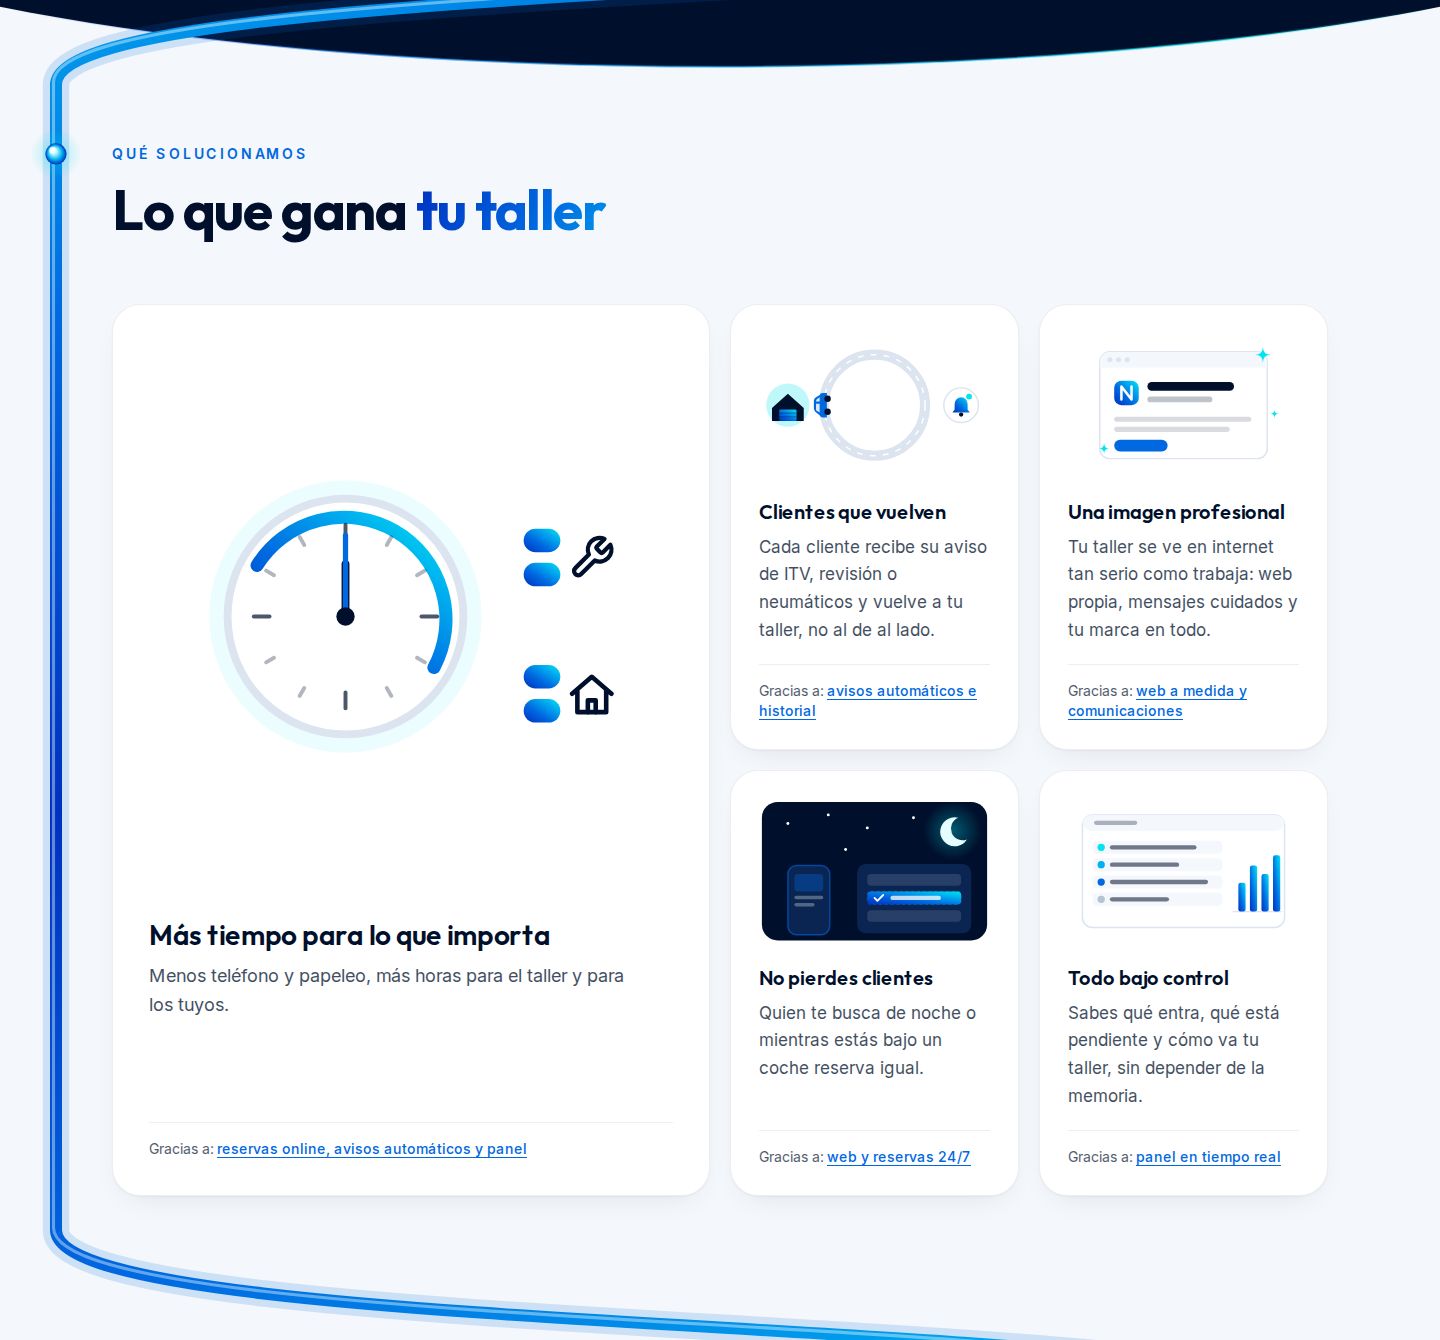 QUÉ SOLUCIONAMOS
Lo que gana tu taller
Más tiempo para lo que importa
Menos teléfono y papeleo, más horas para el taller y para
los tuyos.
Gracias a: reservas online, avisos automáticos y panel
Clientes que vuelven
Cada cliente recibe su aviso
de ITV, revisión o
neumáticos y vuelve a tu
taller, no al de al lado.
Gracias a: avisos automáticos e
historial
N
Una imagen profesional
Tu taller se ve en internet
tan serio como trabaja: web
propia, mensajes cuidados y
tu marca en todo.
Gracias a: web a medida y
comunicaciones
No pierdes clientes
Quien te busca de noche o
mientras estás bajo un
coche reserva igual.
Gracias a: web y reservas 24/7
Todo bajo control
Sabes qué entra, qué está
pendiente y cómo va tu
taller, sin depender de la
memoria.
Gracias a: panel en tiempo real